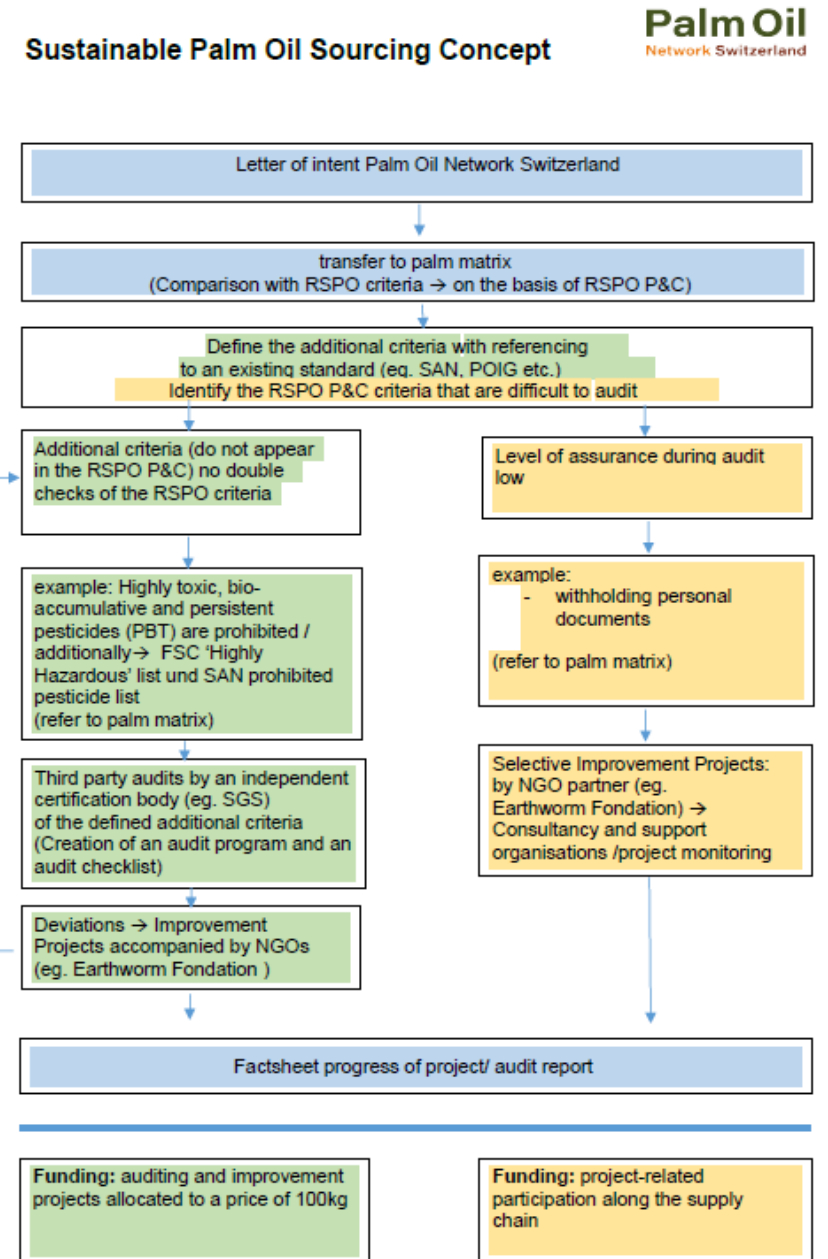 Palm Oil
Network Switzerland
Sustainable Palm Oil Sourcing Concept
Letter of intent Palm Oil Network Switzerland
transfer to palm matrix
(Comparison with RSPO criteria → on the basis of RSPO P&C)
Define the additional criteria with referencing
to an existing standard (eg. SAN, POIG etc.)
Identify the RSPO P&C criteria that are difficult to audit
Additional criteria (do not appear
in the RSPO P&C) no double
checks of the RSPO criteria
example: Highly toxic, bio-
accumulative and persistent
pesticides (PBT) are prohibited /
additionally→ FSC ‘Highly
Hazardous’ list und SAN prohibited
pesticide list
(refer to palm matrix)
Third party audits by an independent
certification body (eg. SGS)
of the defined additional criteria
(Creation of an audit program and an
audit checklist)
Deviations → Improvement
Projects accompanied by NGOs
(eg. Earthworm Fondation )
Level of assurance during audit
low
example:
- withholding personal
documents
(refer to palm matrix)
Selective Improvement Projects:
by NGO partner (eg.
Earthworm Fondation) →
Consultancy and support
organisations /project monitoring
Factsheet progress of project/ audit report
Funding: auditing and improvement
projects allocated to a price of 100kg
Funding: project-related
participation along the supply
chain